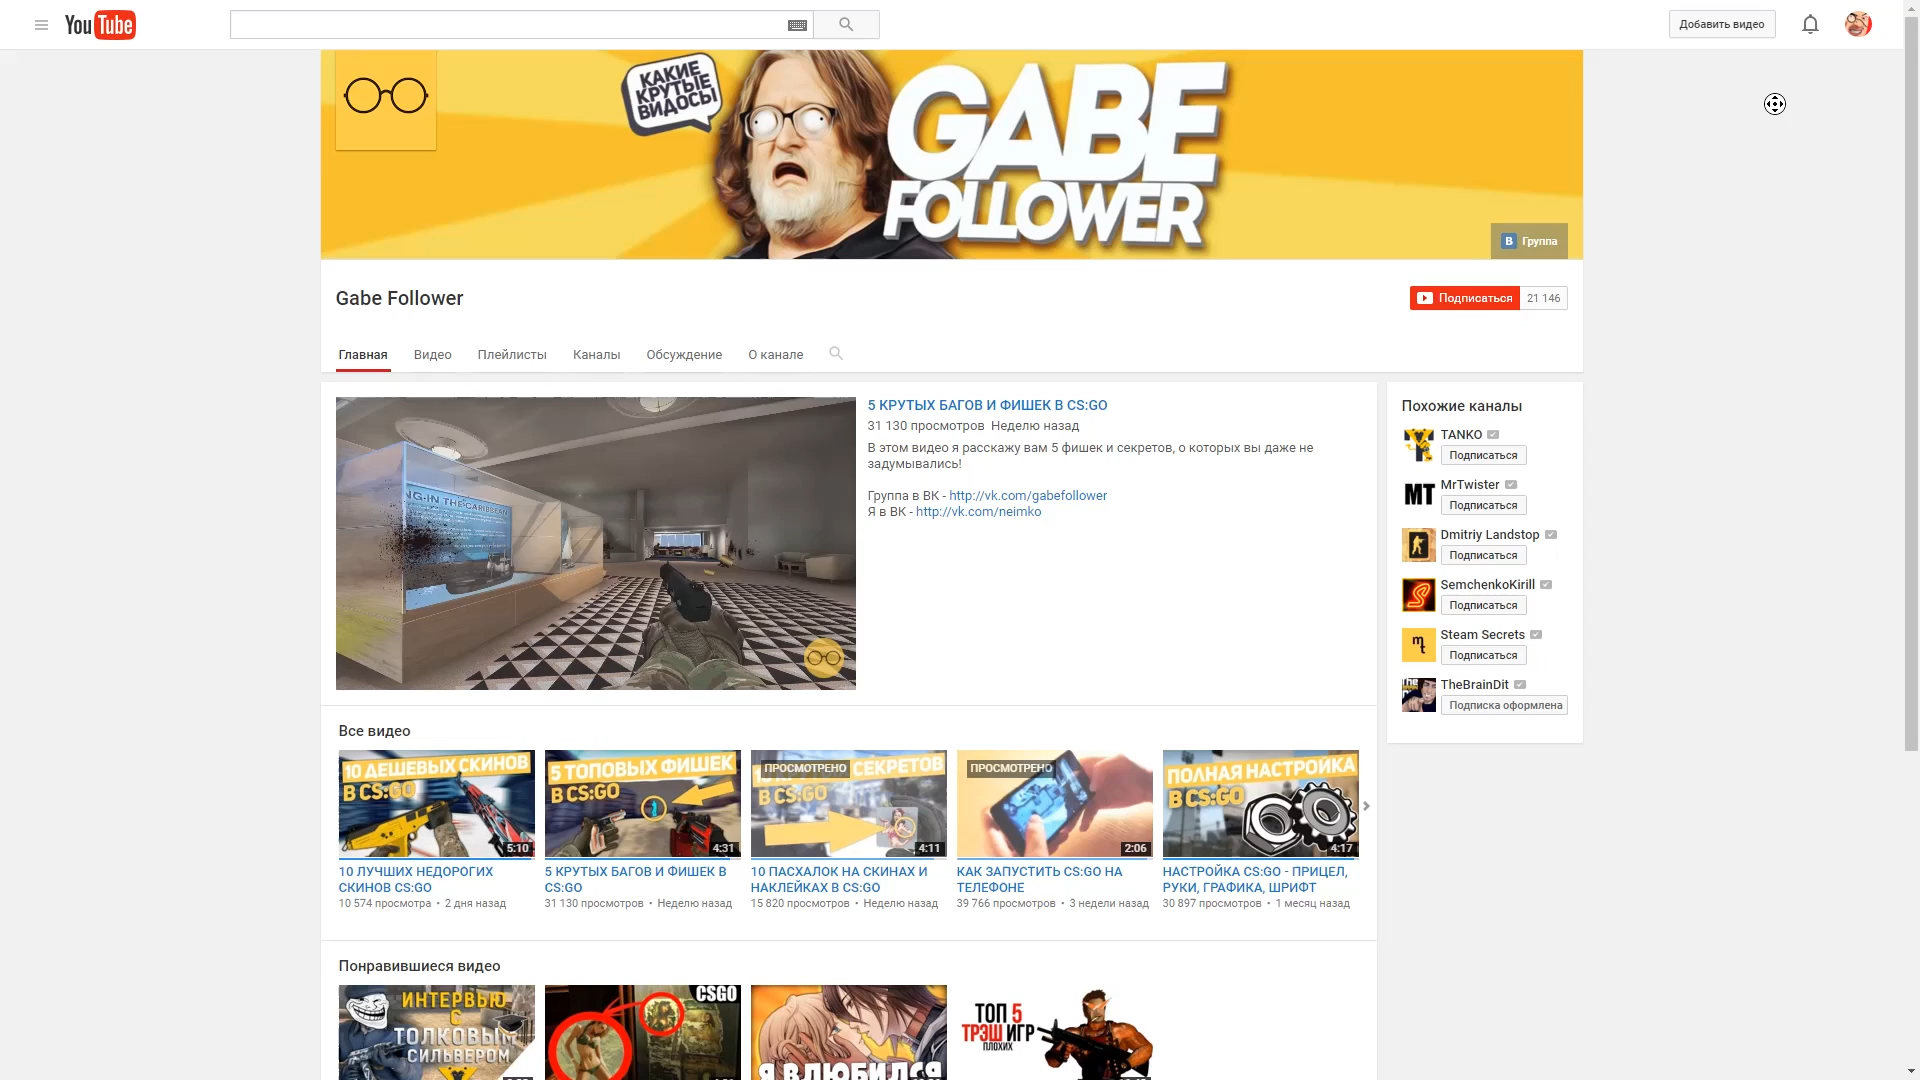 You Tube
Добавить видео
КАКИЕ
КРУТЫЕ
ВИДОСЫ
GABE
FOLLOWER
В Группа
Gabe Follower
Подписаться 21 146
Главная Видео Плейлисты Каналы Обсуждение О канале
NG-IN THE CARIBBEAN
5 КРУТЫХ БАГОВ И ФИШЕК В CS:GO
31 130 просмотров Неделю назад
В этом видео я расскажу вам 5 фишек и секретов, о которых вы даже не
задумывались!
Группа в ВК - http://vk.com/gabefollower
Я в ВК - http://vk.com/neimko
Похожие каналы
TANKO
Подписаться
MT
MrTwister
Подписаться
Dmitriy Landstop
Подписаться
SemchenkoKirill
Подписаться
Steam Secrets
Подписаться
TheBrainDit
Подписка оформлена
Все видео
10 ДЕШЕВЫХ СКИНОВ
В CS:GO
5:10
10 ЛУЧШИХ НЕДОРОГИХ
СКИНОВ CS:GO
10 574 просмотра • 2 дня назад
5 ТОПОВЫХ ФИШЕК
В CS:GO
4:31
5 КРУТЫХ БАГОВ И ФИШЕК В
CS:GO
31 130 просмотров • Неделю назад
ПРОСМОТРЕНО
СЕКРЕТОВ
В CS:GO
4:11
10 ПАСХАЛОК НА СКИНАХ И
НАКЛЕЙКАХ В CS:GO
15 820 просмотров • Неделю назад
ПРОСМОТРЕНО
2:06
КАК ЗАПУСТИТЬ CS:GO НА
ТЕЛЕФОНЕ
39 766 просмотров • 3 недели назад
ПОЛНАЯ НАСТРОЙКА
В CS:GO
4:17
НАСТРОЙКА CS:GO - ПРИЦЕЛ,
РУКИ, ГРАФИКА, ШРИФТ
30 897 просмотров • 1 месяц назад
Понравившиеся видео
ИНТЕРВЬЮ
С
ТОЛКОВЫМ
СИЛЬВЕРОМ
CSGO
Я ВЛЮБИЛСЯ
ТОП 5
ТРЭШ ИГР
ПЛОХИХ